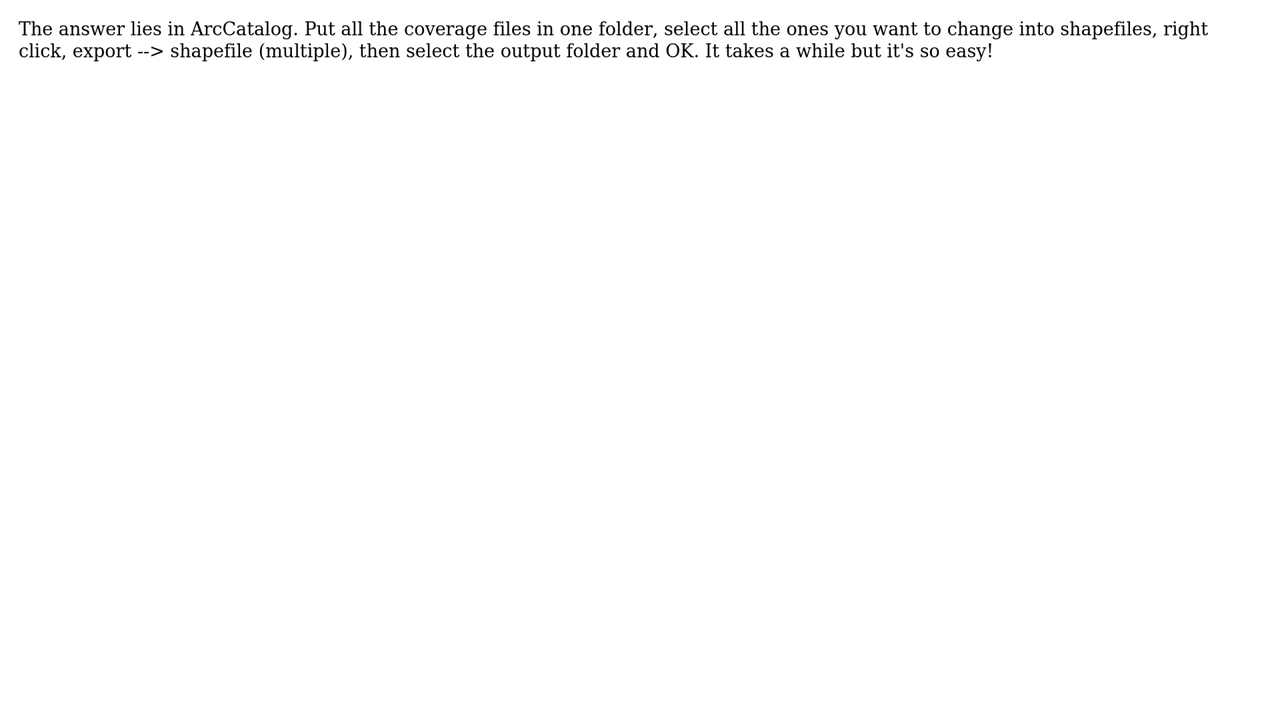 The answer lies in ArcCatalog. Put all the coverage files in one folder, select all the ones you want to change into shapefiles, right
click, export --> shapefile (multiple), then select the output folder and OK. It takes a while but it's so easy!